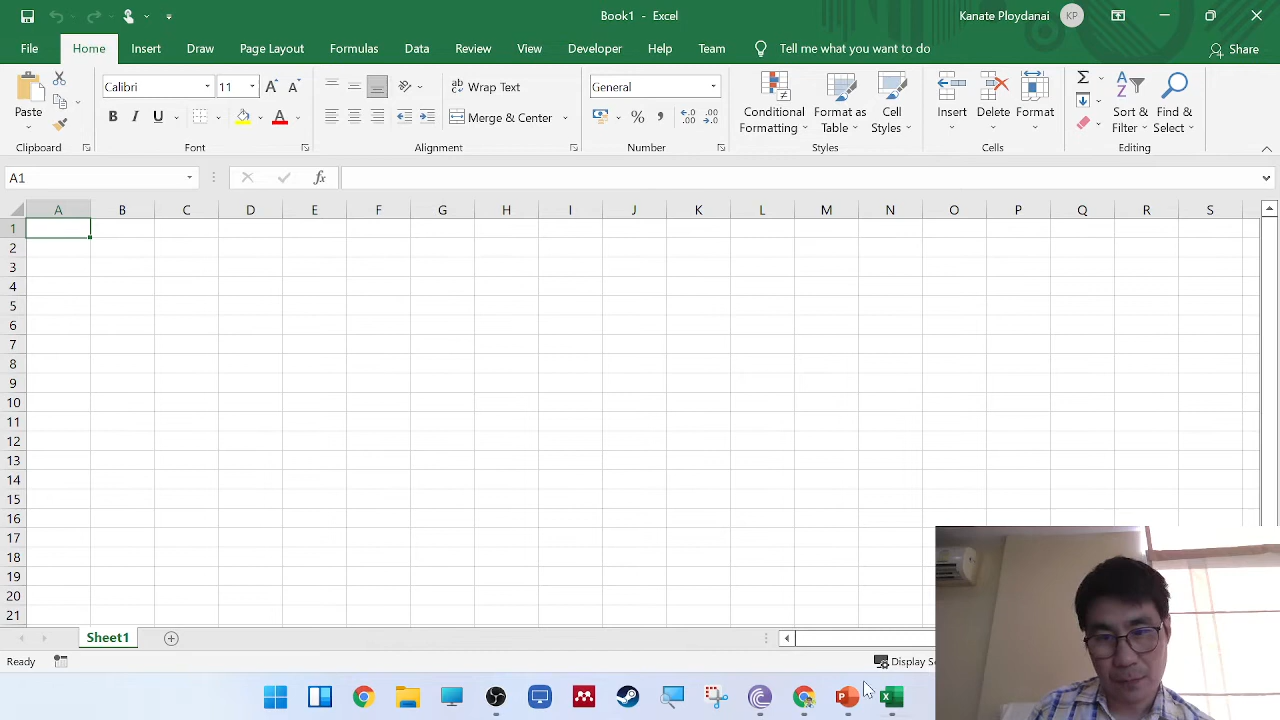 Book1 - Excel
Kanate Ploydanai
KP
File
Home
Insert
Draw
Page Layout
Formulas
Data
Review
View
Developer
Help
Team
Tell me what you want to do
Share
Paste
Calibri
11
A
A
B
I
U
A
Wrap Text
Merge & Center
General
%
,
Conditional Formatting
Format as Table
Cell Styles
Insert
Delete
Format
Sort & Filter
Find & Select
Clipboard
Font
Alignment
Number
Styles
Cells
Editing
A1
fx
A B C D E F G H I J K L M N O P Q R S
1
2
3
4
5
6
7
8
9
10
11
12
13
14
15
16
17
18
19
20
21
Sheet1
Ready
Display Se